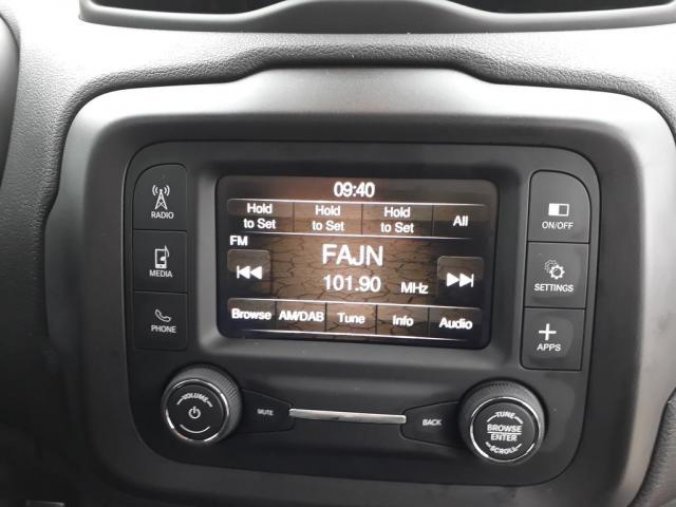 09:40
Hold to Set
Hold to Set
Hold to Set
All
FM
FAJN
101.90 MHz
Browse
AM/DAB
Tune
Info
Audio
RADIO
MEDIA
PHONE
ON/OFF
SETTINGS
APPS
VOLUME
MUTE
BACK
TUNE
BROWSE
ENTER
SCROLL